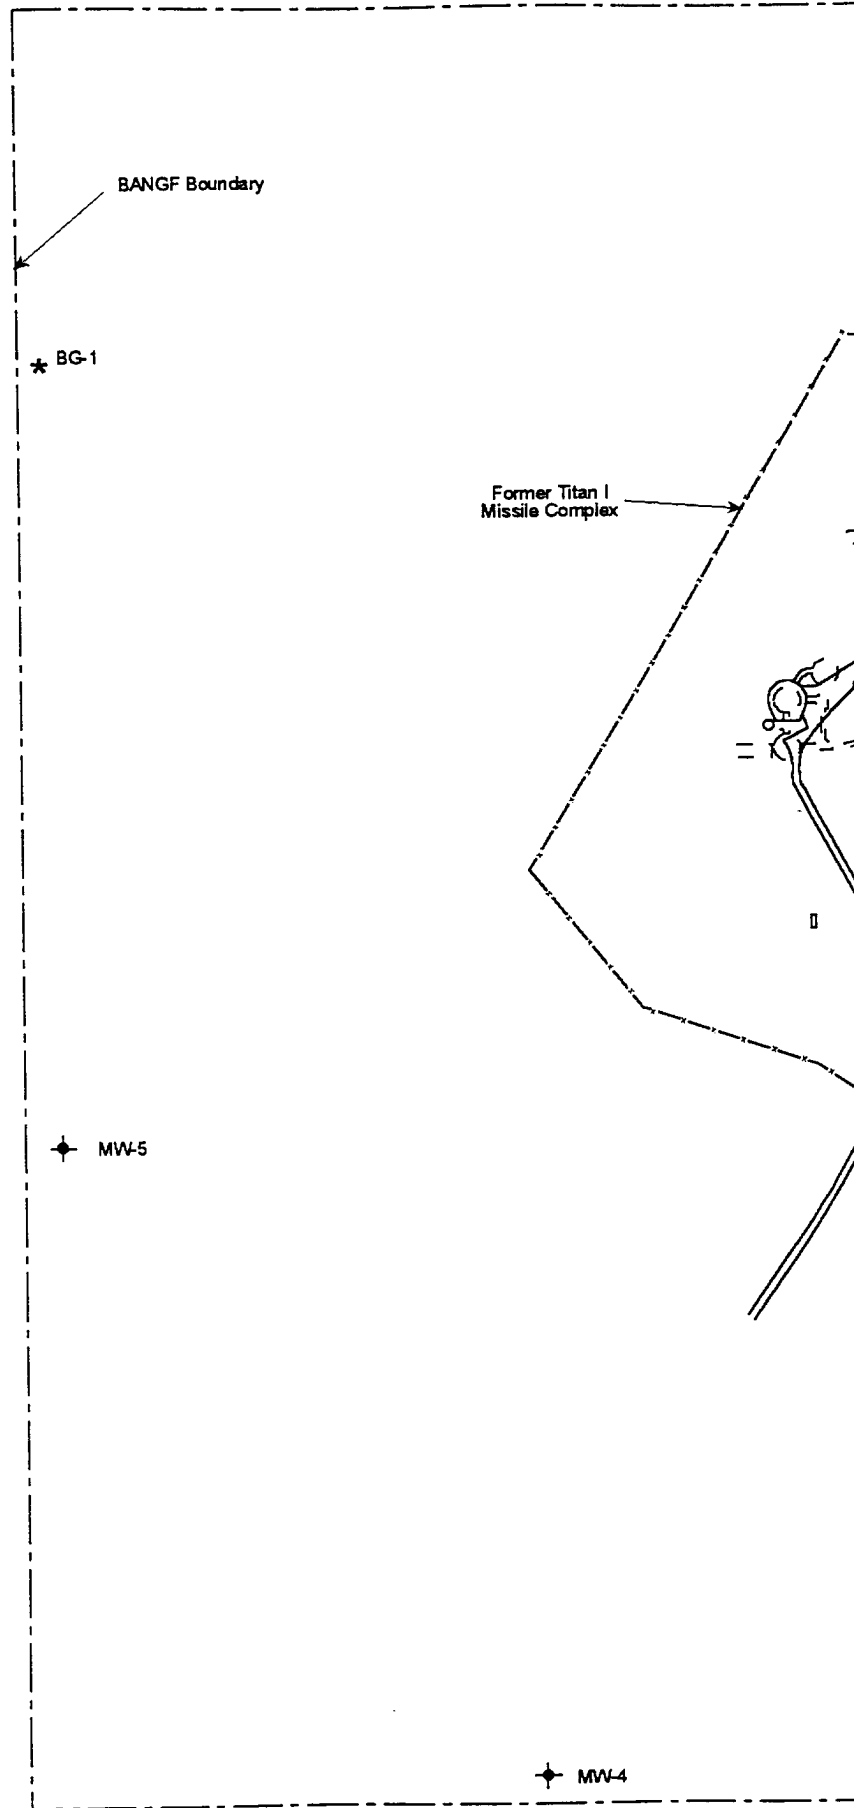 BANGF Boundary
BG-1
Former Titan I
Missile Complex
MW-5
MW-4